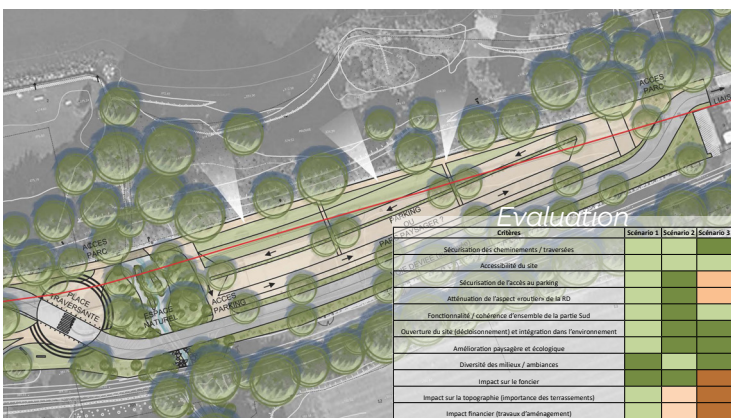 ACCES
PARC
LIAIS
PARKING
OU
PAYSAGER ?
ACCES
PARC
PLACE
TRAVERSANTE
ESPACE
NATUREL
ACCES
PARKING
Evaluation
Critères Scénario 1 Scénario 2 Scénario 3
Sécurisation des cheminements / traversées
Accessibilité du site
Sécurisation de l'accès au parking
Atténuation de l'aspect «routier» de la RD
Fonctionnalité / cohérence d'ensemble de la partie Sud
Ouverture du site (décloisonnement) et intégration dans l'environnement
Amélioration paysagère et écologique
Diversité des milieux / ambiances
Impact sur le foncier
Impact sur la topographie (importance des terrassements)
Impact financier (travaux d'aménagement)